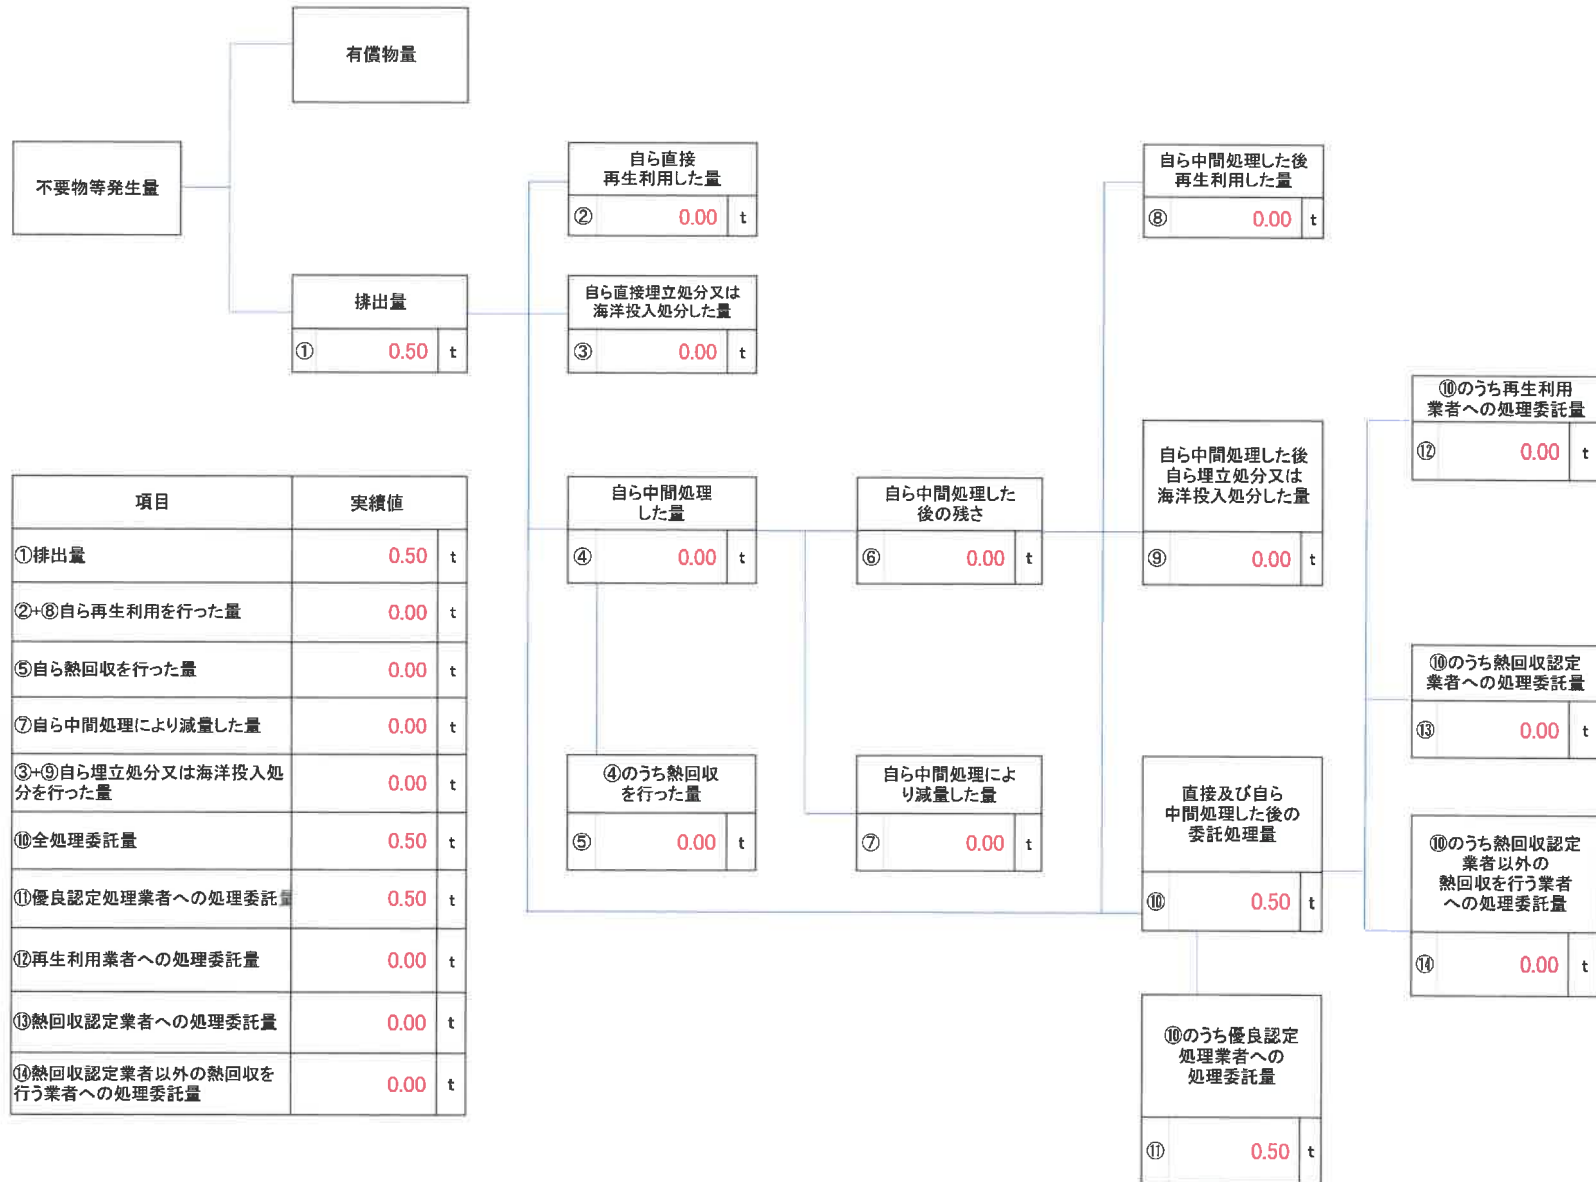 有償物量
不要物等発生量
排出量
① 0.50 t
自ら直接
再生利用した量
② 0.00 t
自ら直接埋立処分又は
海洋投入処分した量
③ 0.00 t
自ら中間処理
した量
④ 0.00 t
④のうち熱回収
を行った量
⑤ 0.00 t
自ら中間処理した
後の残さ
⑥ 0.00 t
自ら中間処理によ
り減量した量
⑦ 0.00 t
自ら中間処理した後
再生利用した量
⑧ 0.00 t
自ら中間処理した後
自ら埋立処分又は
海洋投入処分した量
⑨ 0.00 t
直接及び自ら
中間処理した後の
委託処理量
⑩ 0.50 t
⑩のうち優良認定
処理業者への
処理委託量
⑪ 0.50 t
⑩のうち再生利用
業者への処理委託量
⑫ 0.00 t
⑩のうち熱回収認定
業者への処理委託量
⑬ 0.00 t
⑩のうち熱回収認定
業者以外の
熱回収を行う業者
への処理委託量
⑭ 0.00 t
項目 実績値
①排出量 0.50 t
②+⑧自ら再生利用を行った量 0.00 t
⑤自ら熱回収を行った量 0.00 t
⑦自ら中間処理により減量した量 0.00 t
③+⑨自ら埋立処分又は海洋投入処
分を行った量 0.00 t
⑩全処理委託量 0.50 t
⑪優良認定処理業者への処理委託量 0.50 t
⑫再生利用業者への処理委託量 0.00 t
⑬熱回収認定業者への処理委託量 0.00 t
⑭熱回収認定業者以外の熱回収を
行う業者への処理委託量 0.00 t